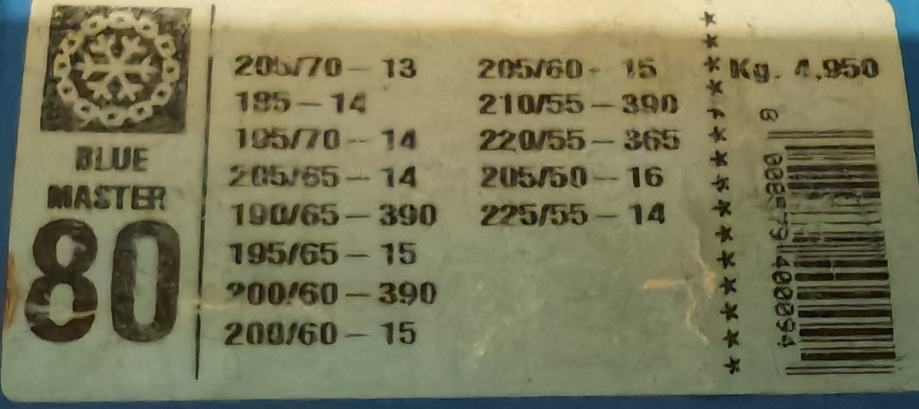 BLUE
MASTER
80
205/70 - 13
185 - 14
195/70 - 14
205/65 - 14
190/65 - 390
195/65 - 15
200/60 - 390
200/60 - 15
205/60 - 15
210/55 - 390
220/55 - 365
205/50 - 16
225/55 - 14
Kg. 4,950